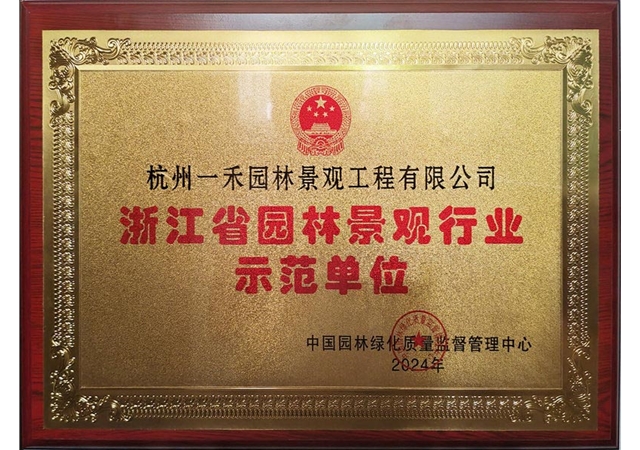 杭州一禾园林景观工程有限公司
浙江省园林景观行业
示范单位
中国园林绿化质量监督管理中心
2024年